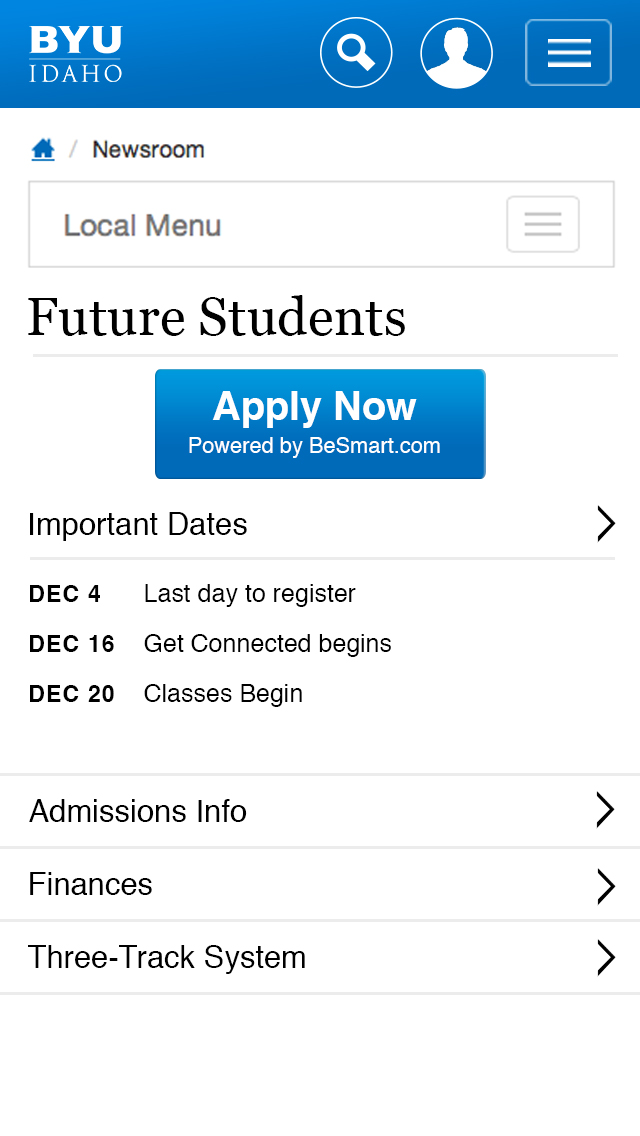 BYU
IDAHO
/ Newsroom
Local Menu
Future Students
Apply Now
Powered by BeSmart.com
Important Dates
DEC 4 Last day to register
DEC 16 Get Connected begins
DEC 20 Classes Begin
Admissions Info
Finances
Three-Track System